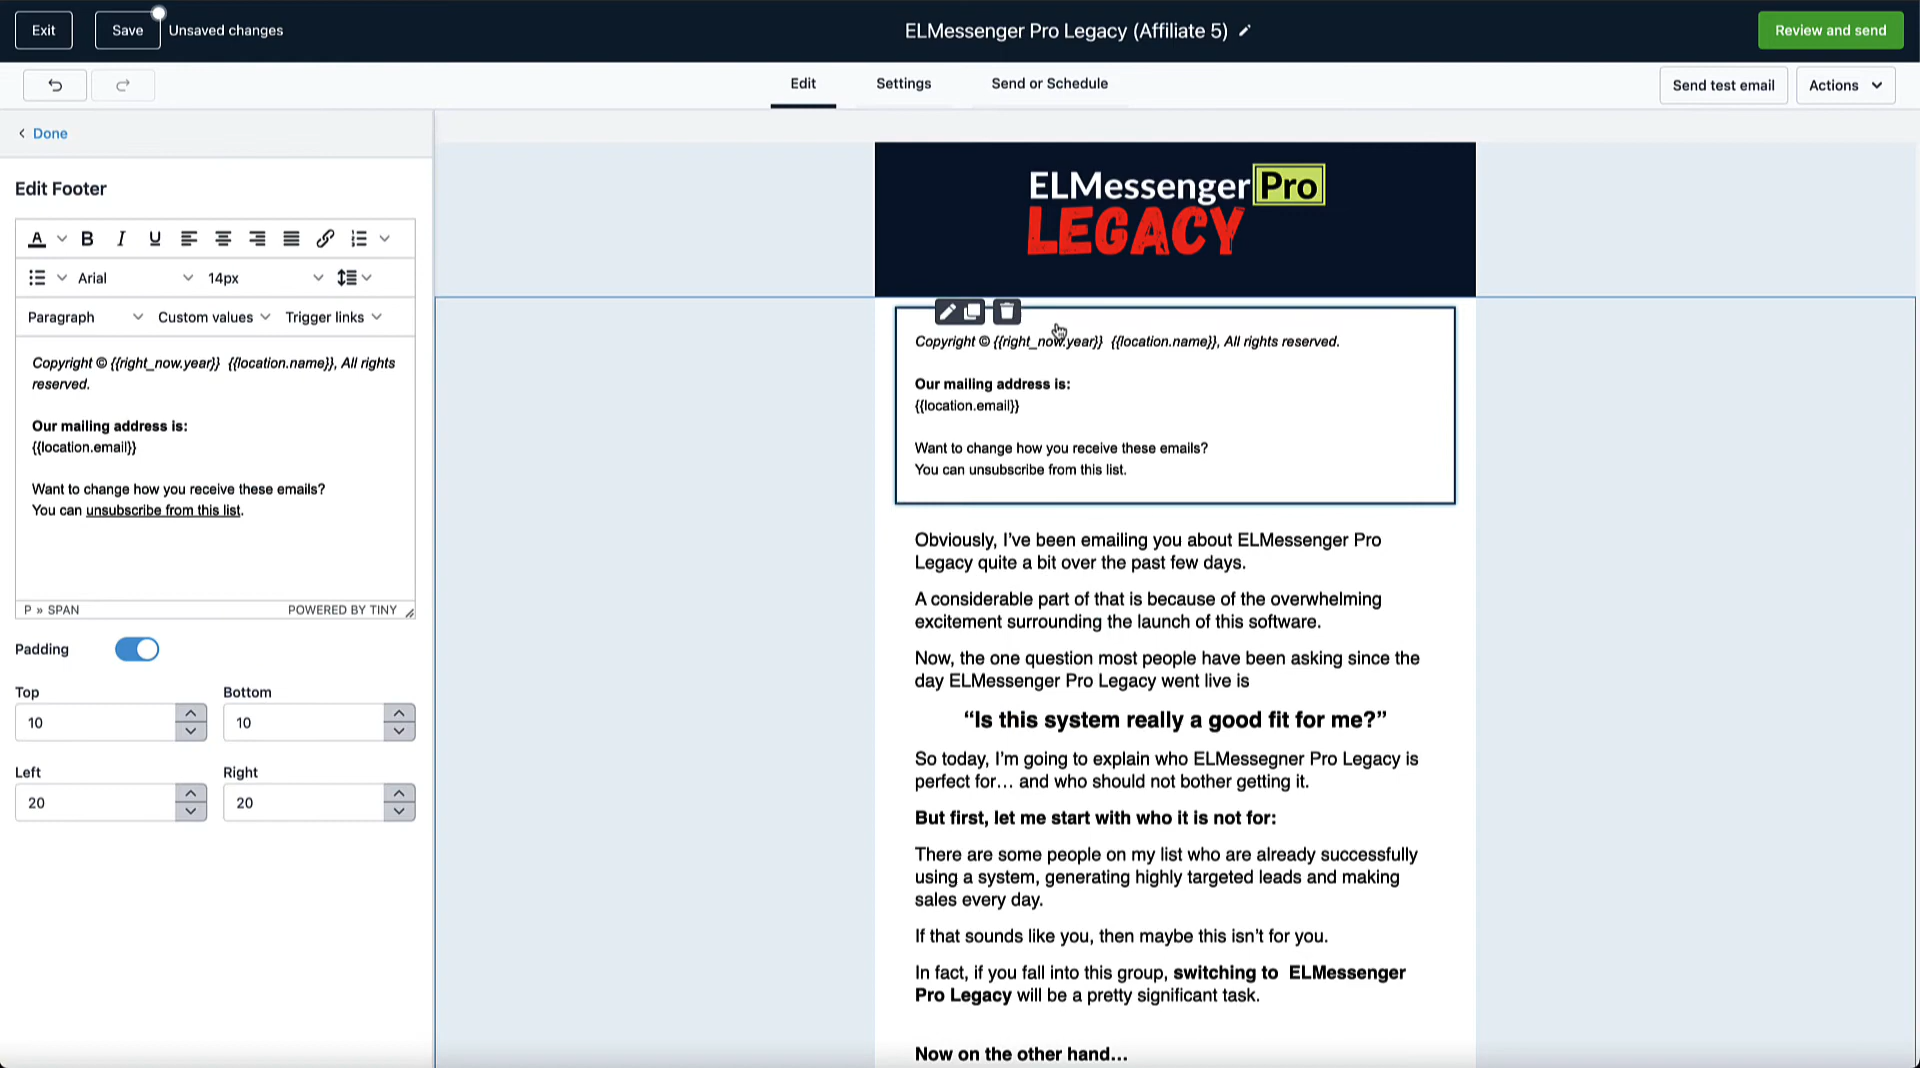 Exit
Save
Unsaved changes
ELMessenger Pro Legacy (Affiliate 5)
Review and send
Edit
Settings
Send or Schedule
Send test email
Actions
Done
Edit Footer
A
B
I
U
Arial
14px
Paragraph
Custom values
Trigger links
Copyright © {{right_now.year}}  {{location.name}}, All rights
reserved.
Our mailing address is:
{{location.email}}
Want to change how you receive these emails?
You can unsubscribe from this list.
P » SPAN
POWERED BY TINY
Padding
Top
Bottom
10
10
Left
Right
20
20
ELMessenger Pro
LEGACY
Copyright © {{right_now.year}}  {{location.name}}, All rights reserved.
Our mailing address is:
{{location.email}}
Want to change how you receive these emails?
You can unsubscribe from this list.
Obviously, I’ve been emailing you about ELMessenger Pro
Legacy quite a bit over the past few days.
A considerable part of that is because of the overwhelming
excitement surrounding the launch of this software.
Now, the one question most people have been asking since the
day ELMessenger Pro Legacy went live is
“Is this system really a good fit for me?”
So today, I’m going to explain who ELMessegner Pro Legacy is
perfect for… and who should not bother getting it.
But first, let me start with who it is not for:
There are some people on my list who are already successfully
using a system, generating highly targeted leads and making
sales every day.
If that sounds like you, then maybe this isn’t for you.
In fact, if you fall into this group, switching to  ELMessenger
Pro Legacy will be a pretty significant task.
Now on the other hand…